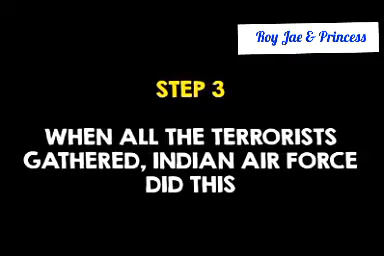 Roy Jae & Princess
STEP 3
WHEN ALL THE TERRORISTS
GATHERED, INDIAN AIR FORCE
DID THIS